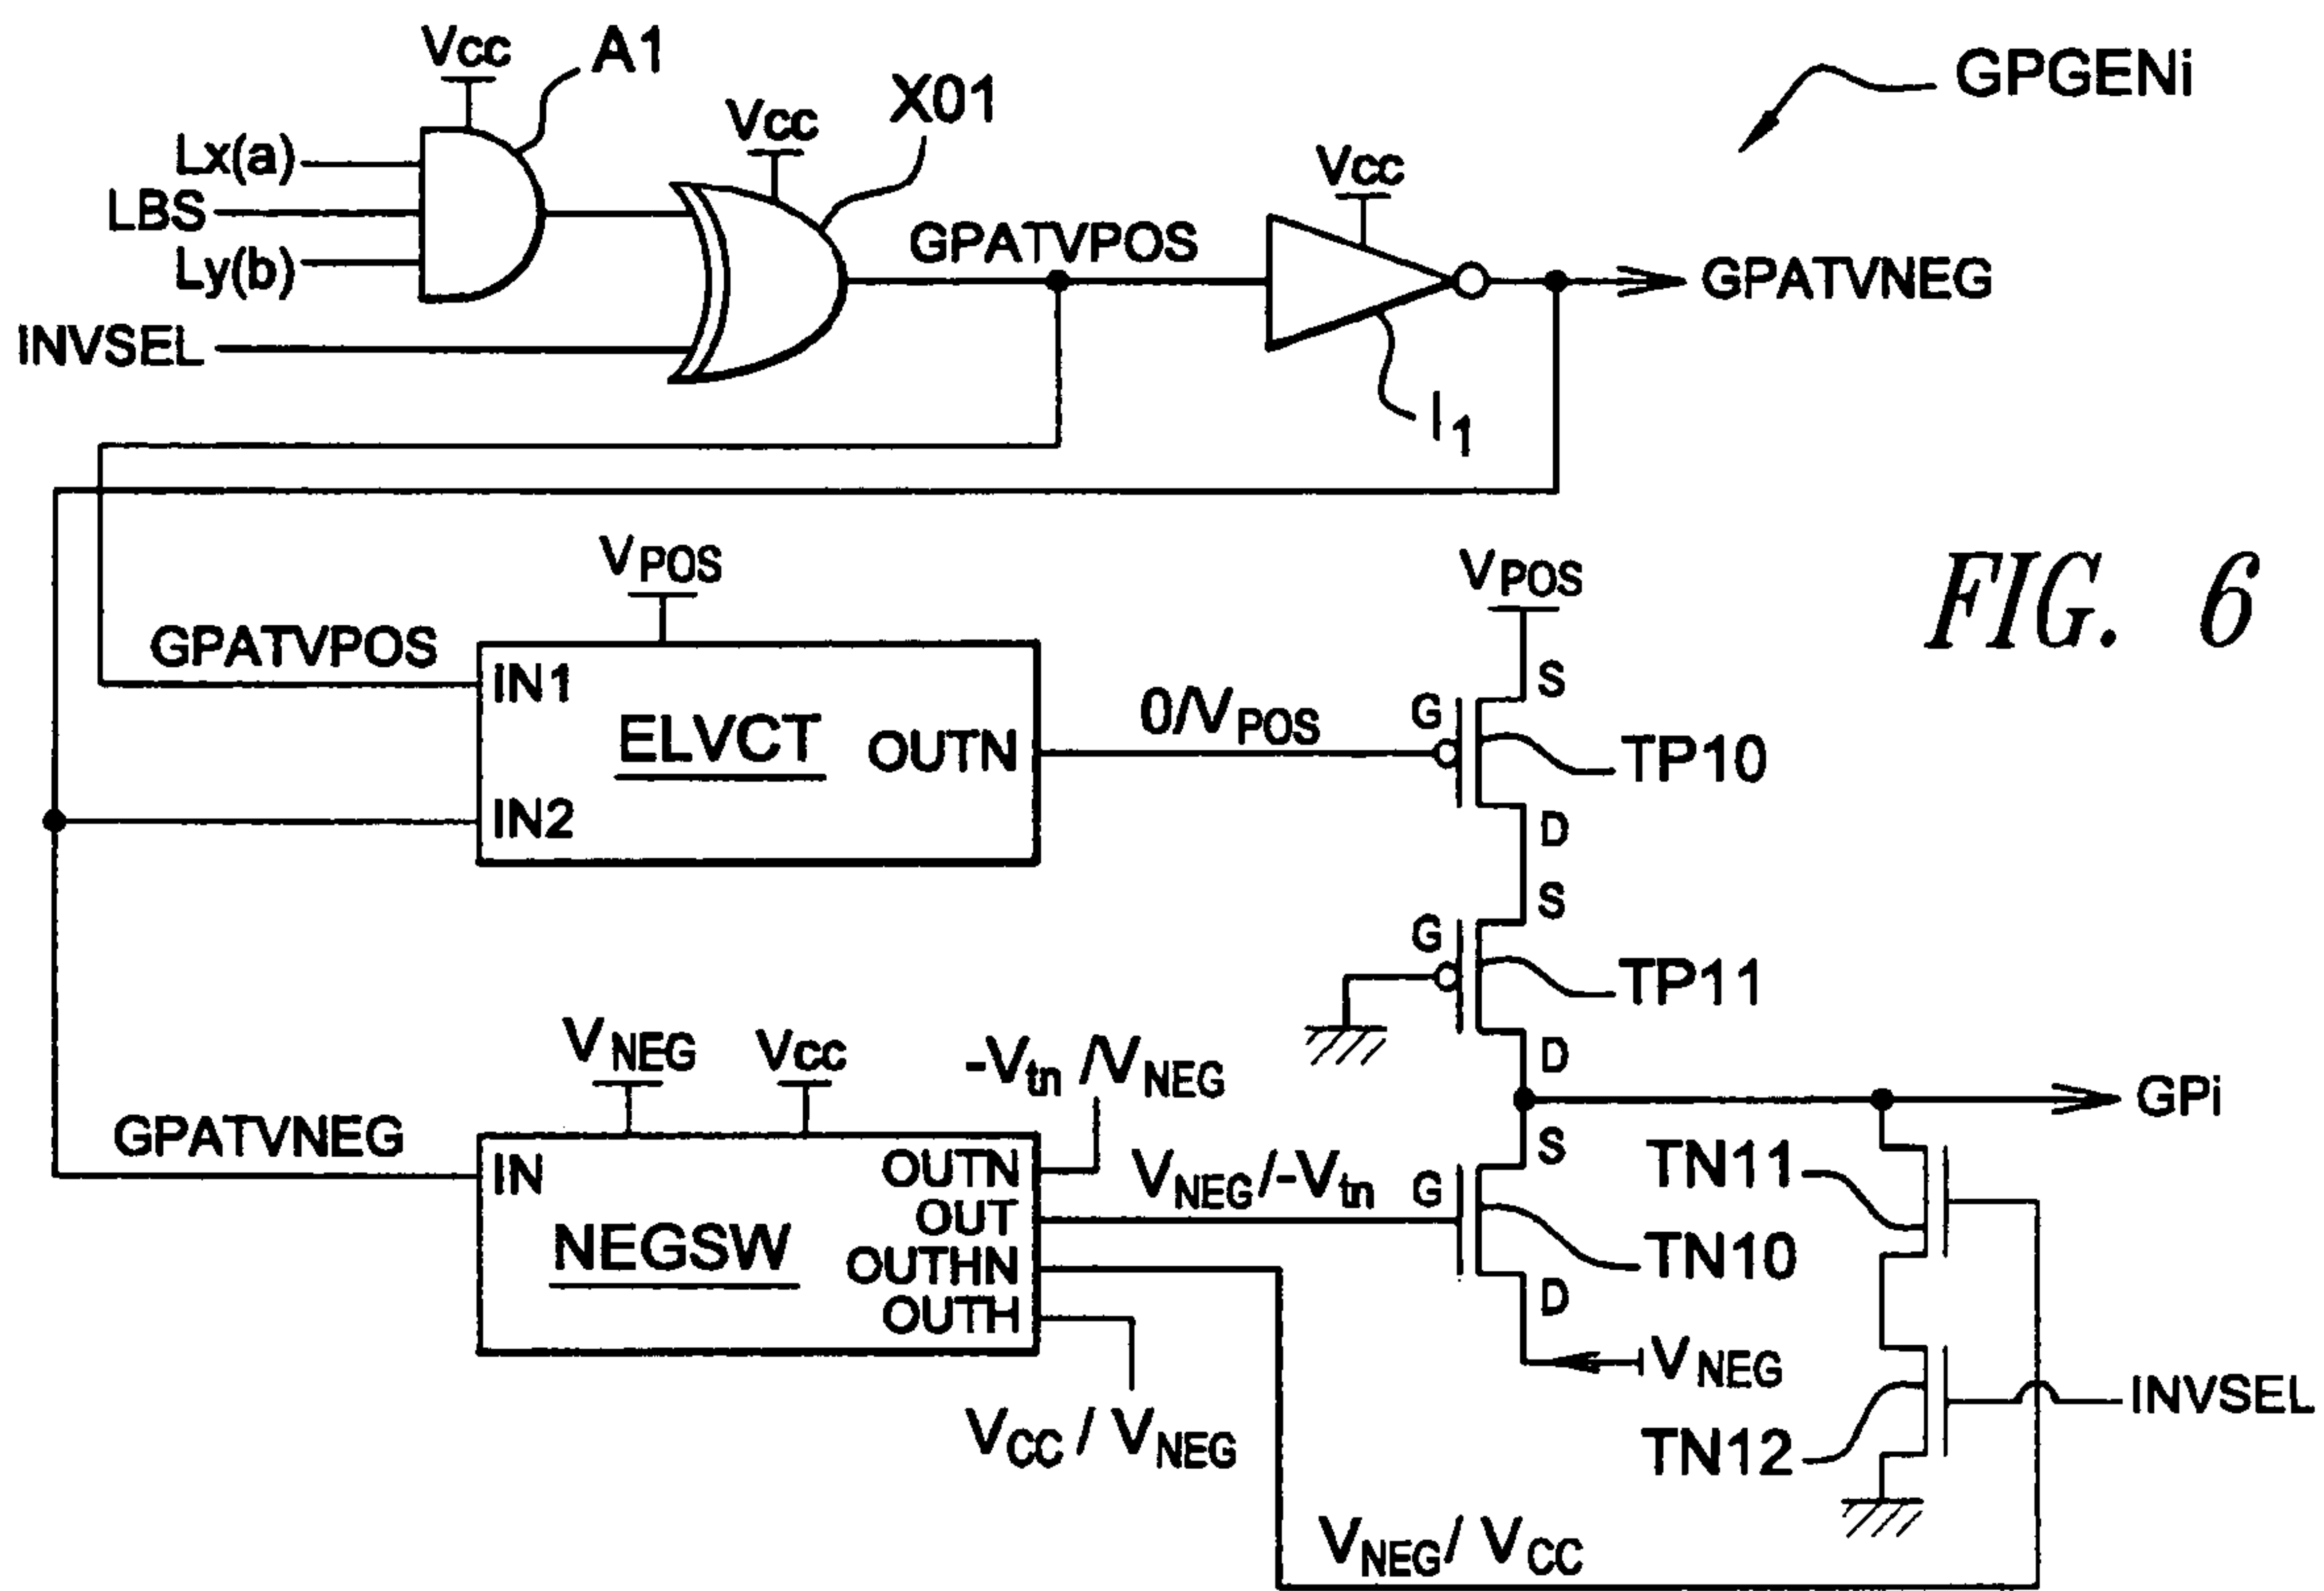 Vcc
A1
GPGENi
X01
Vcc
Lx(a)
LBS
Ly(b)
INVSEL
Vcc
GPATVPOS
GPATVNEG
I1
VPOS
VPOS
FIG. 6
GPATVPOS
IN1
ELVCT
OUTN
IN2
0/VPOS
G
S
TP10
D
S
G
TP11
D
VNEG
Vcc
-Vtn /VNEG
GPi
GPATVNEG
IN
NEGSW
OUTN
OUT
OUTHN
OUTH
VNEG/-Vtn
G
S
TN10
D
TN11
VNEG
INVSEL
TN12
VCC / VNEG
VNEG/ VCC